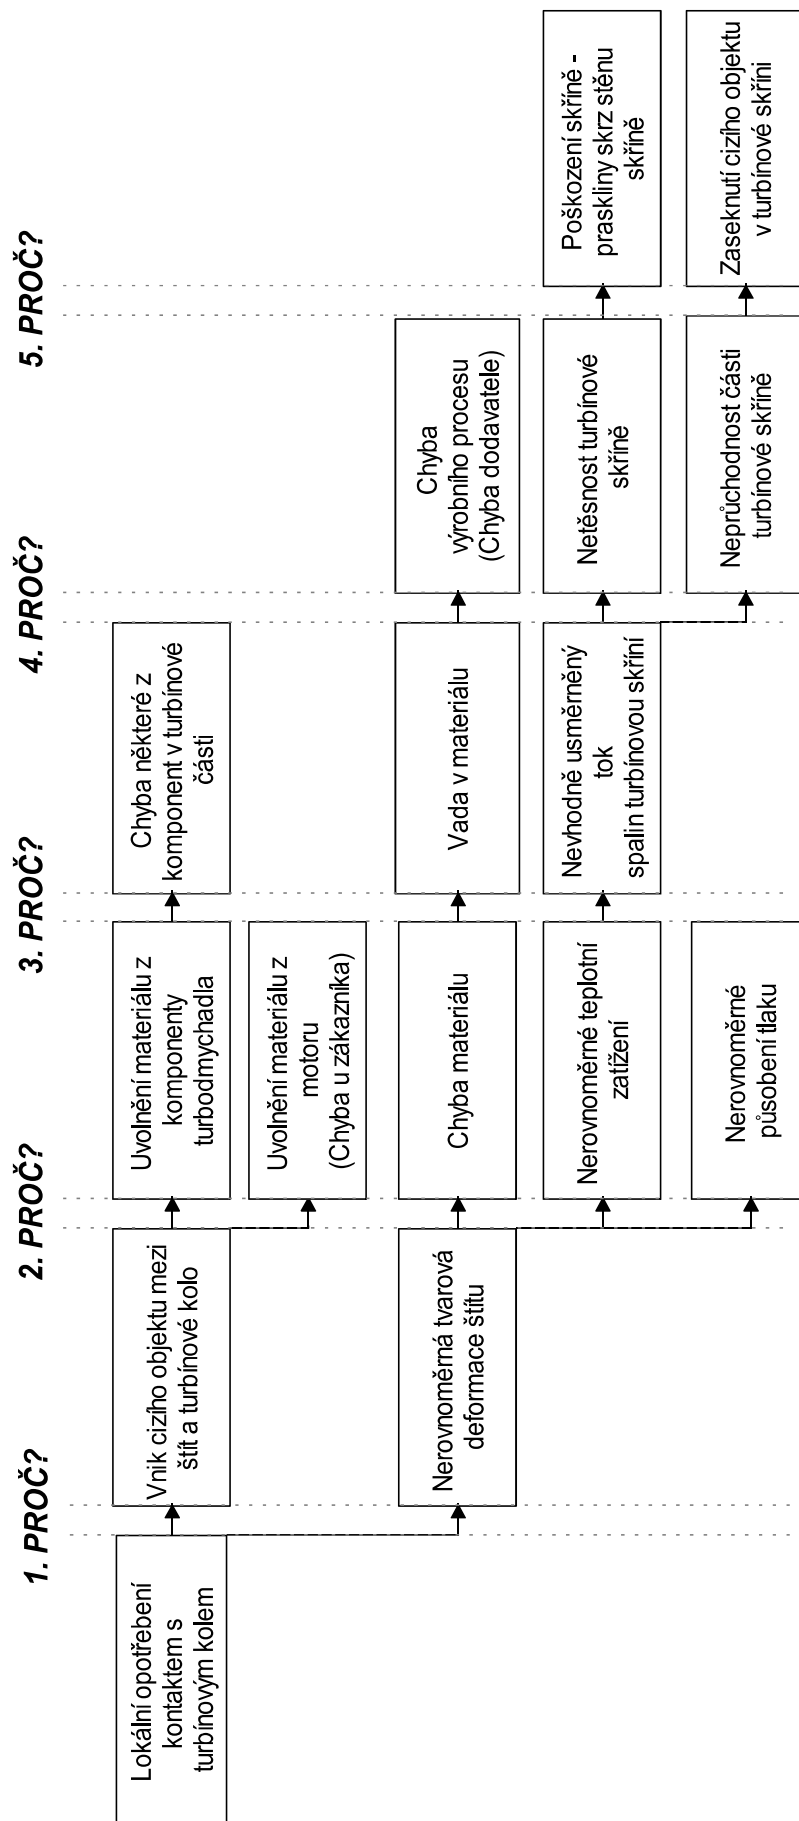 1. PROČ?
2. PROČ?
3. PROČ?
4. PROČ?
5. PROČ?
Lokální opotřebení
kontaktem s
turbínovým kolem
Vnik cizího objektu mezi
štít a turbínové kolo
Nerovnoměrná tvarová
deformace štítu
Uvolnění materiálu z
komponenty
turbodmychadla
Uvolnění materiálu z
motoru
(Chyba u zákazníka)
Chyba materiálu
Nerovnoměrné teplotní
zatížení
Nerovnoměrné
působení tlaku
Chyba některé z
komponent v turbínové
části
Vada v materiálu
Nevhodně usměrněný
tok
spalin turbínovou skříní
Chyba
výrobního procesu
(Chyba dodavatele)
Netěsnost turbínové
skříně
Neprůchodnost části
turbínové skříně
Poškození skříně -
praskliny skrz stěnu
skříně
Zaseknutí cizího objektu
v turbínové skříni